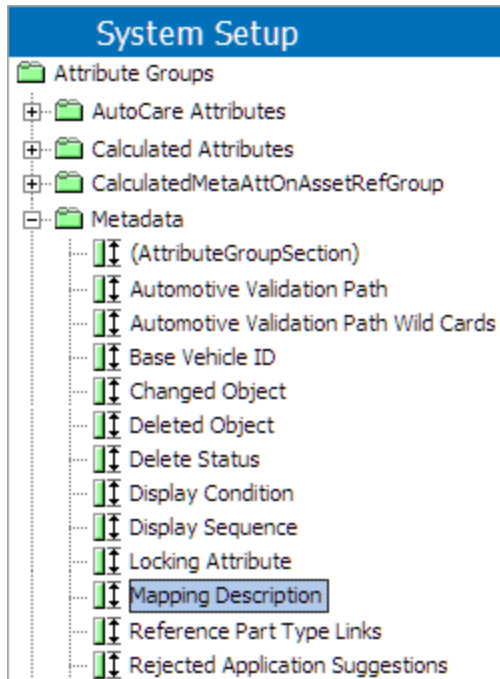 System Setup
Attribute Groups
AutoCare Attributes
Calculated Attributes
CalculatedMetaAttOnAssetRefGroup
Metadata
(AttributeGroupSection)
Automotive Validation Path
Automotive Validation Path Wild Cards
Base Vehicle ID
Changed Object
Deleted Object
Delete Status
Display Condition
Display Sequence
Locking Attribute
Mapping Description
Reference Part Type Links
Rejected Application Suggestions